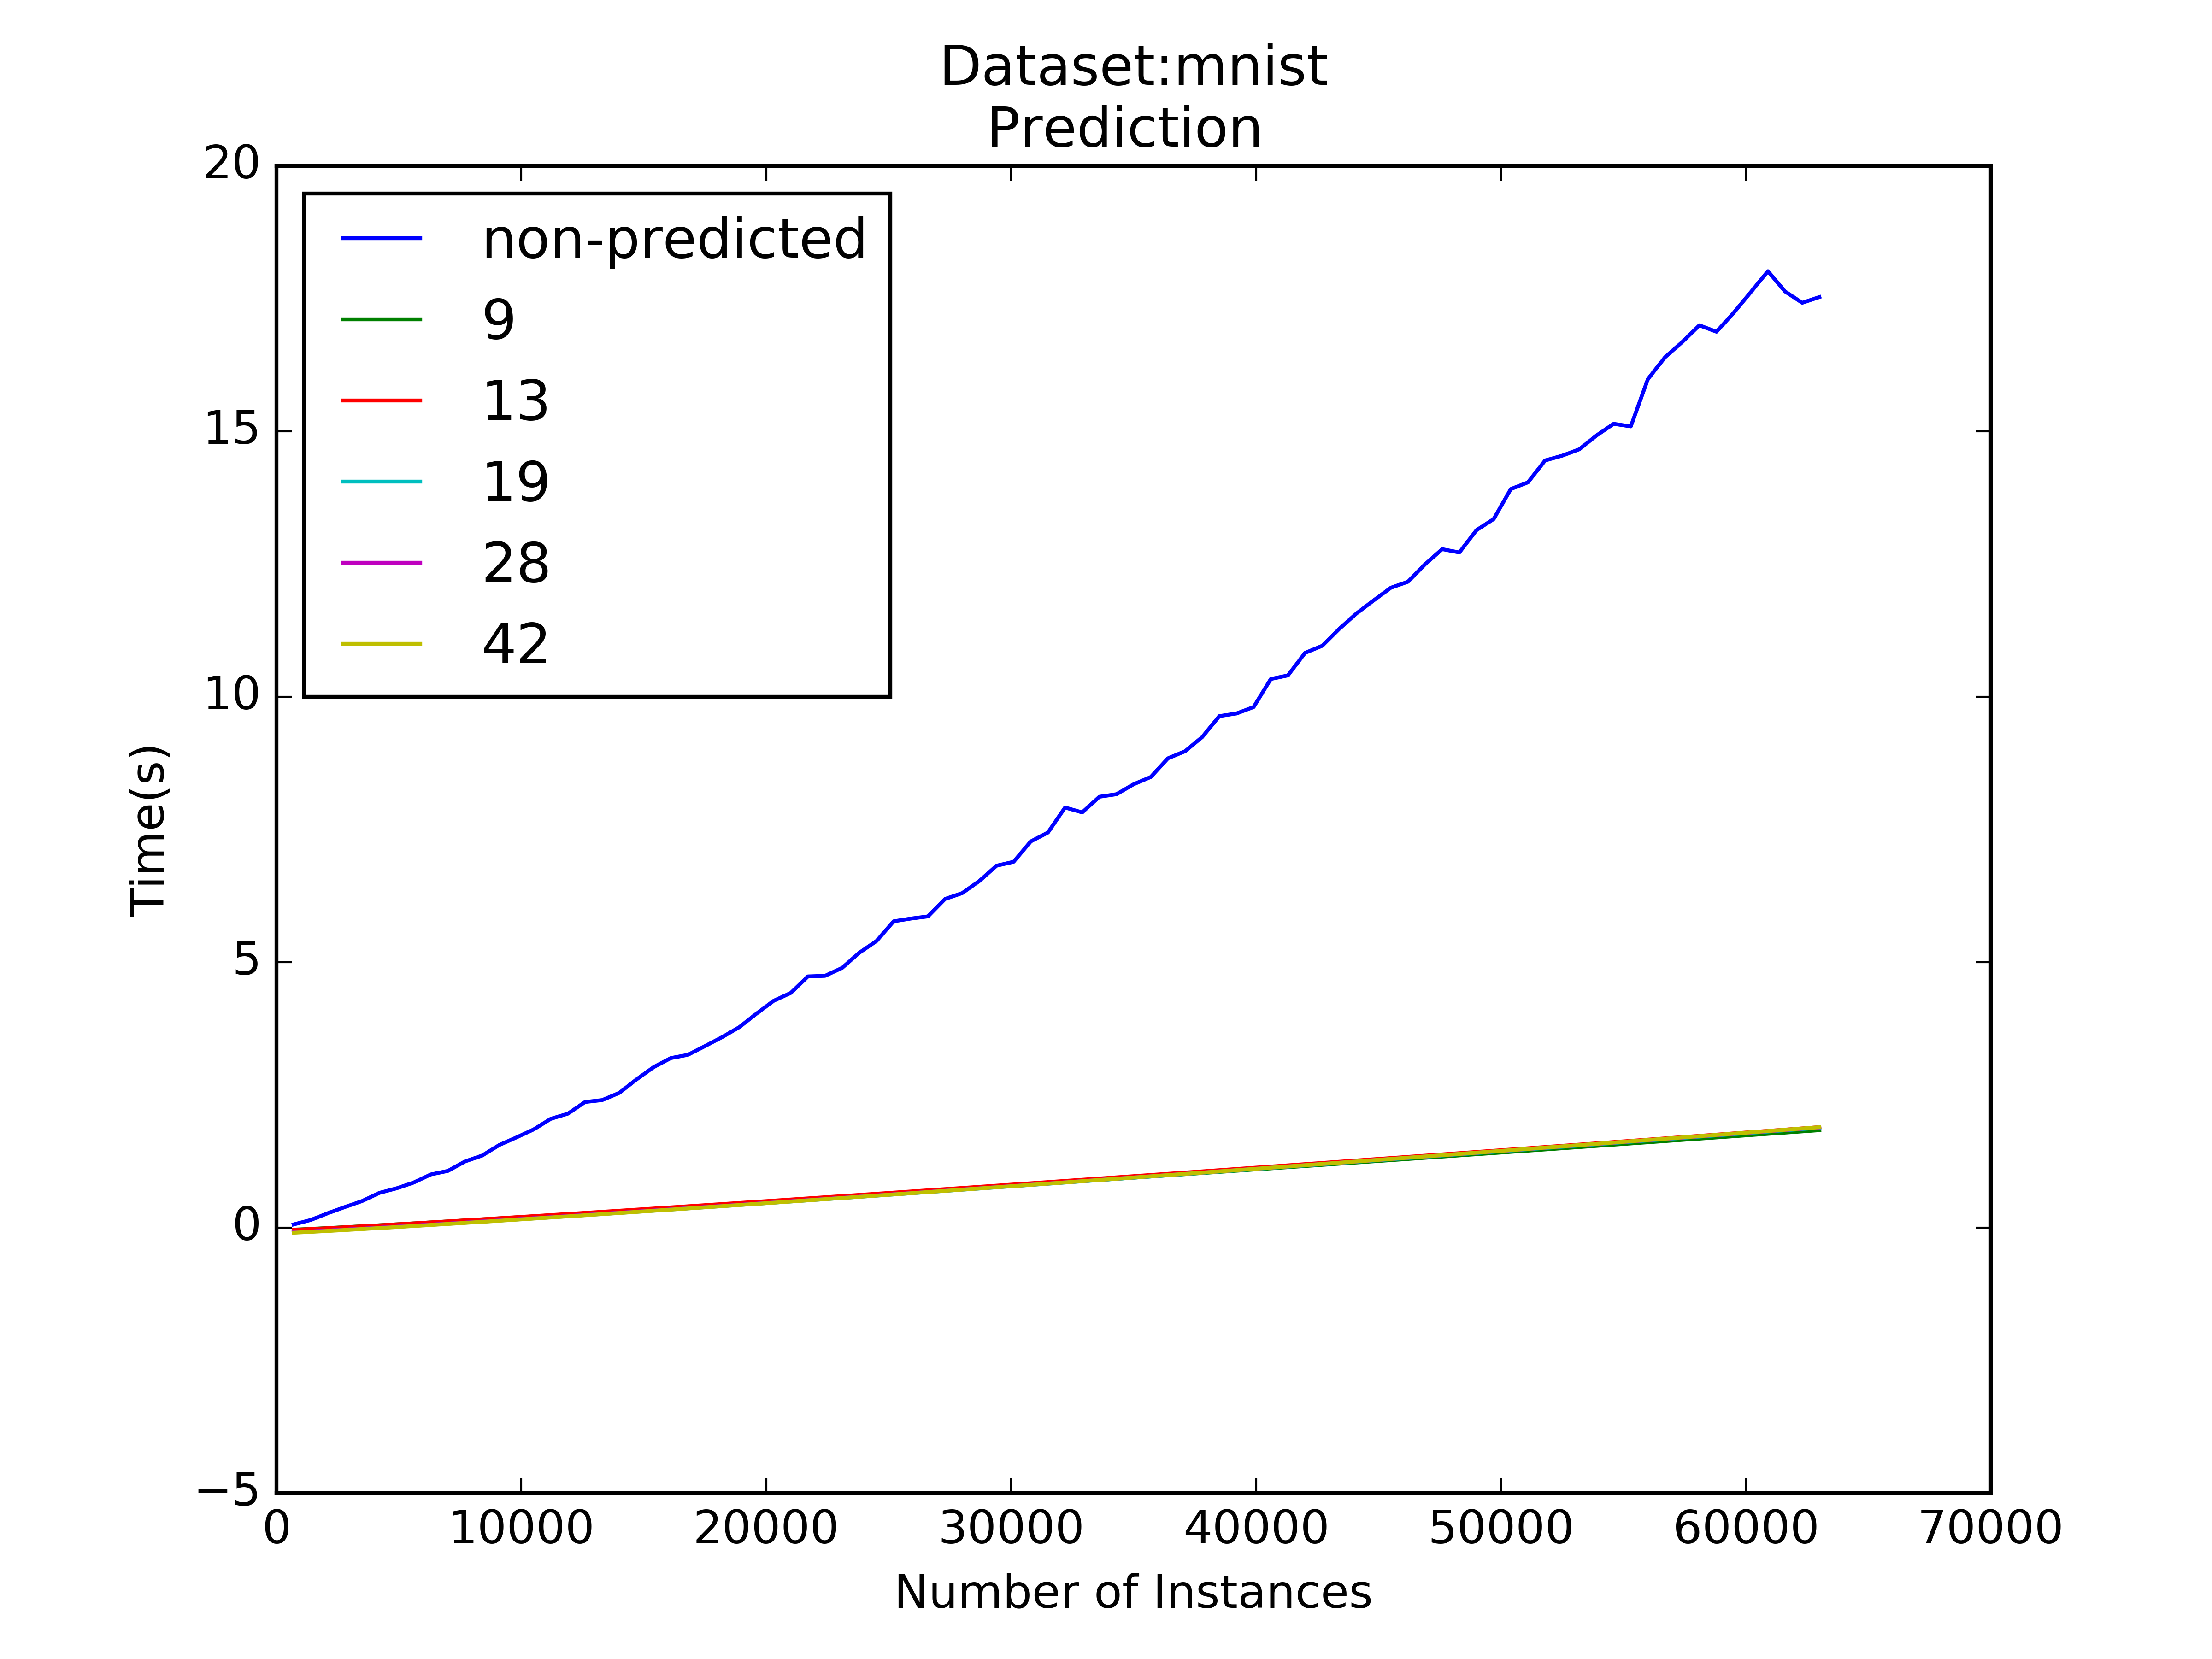 Dataset:mnist
Prediction
20
15
10
5
0
−5
Time(s)
non-predicted
9
13
19
28
42
0 10000 20000 30000 40000 50000 60000 70000
Number of Instances